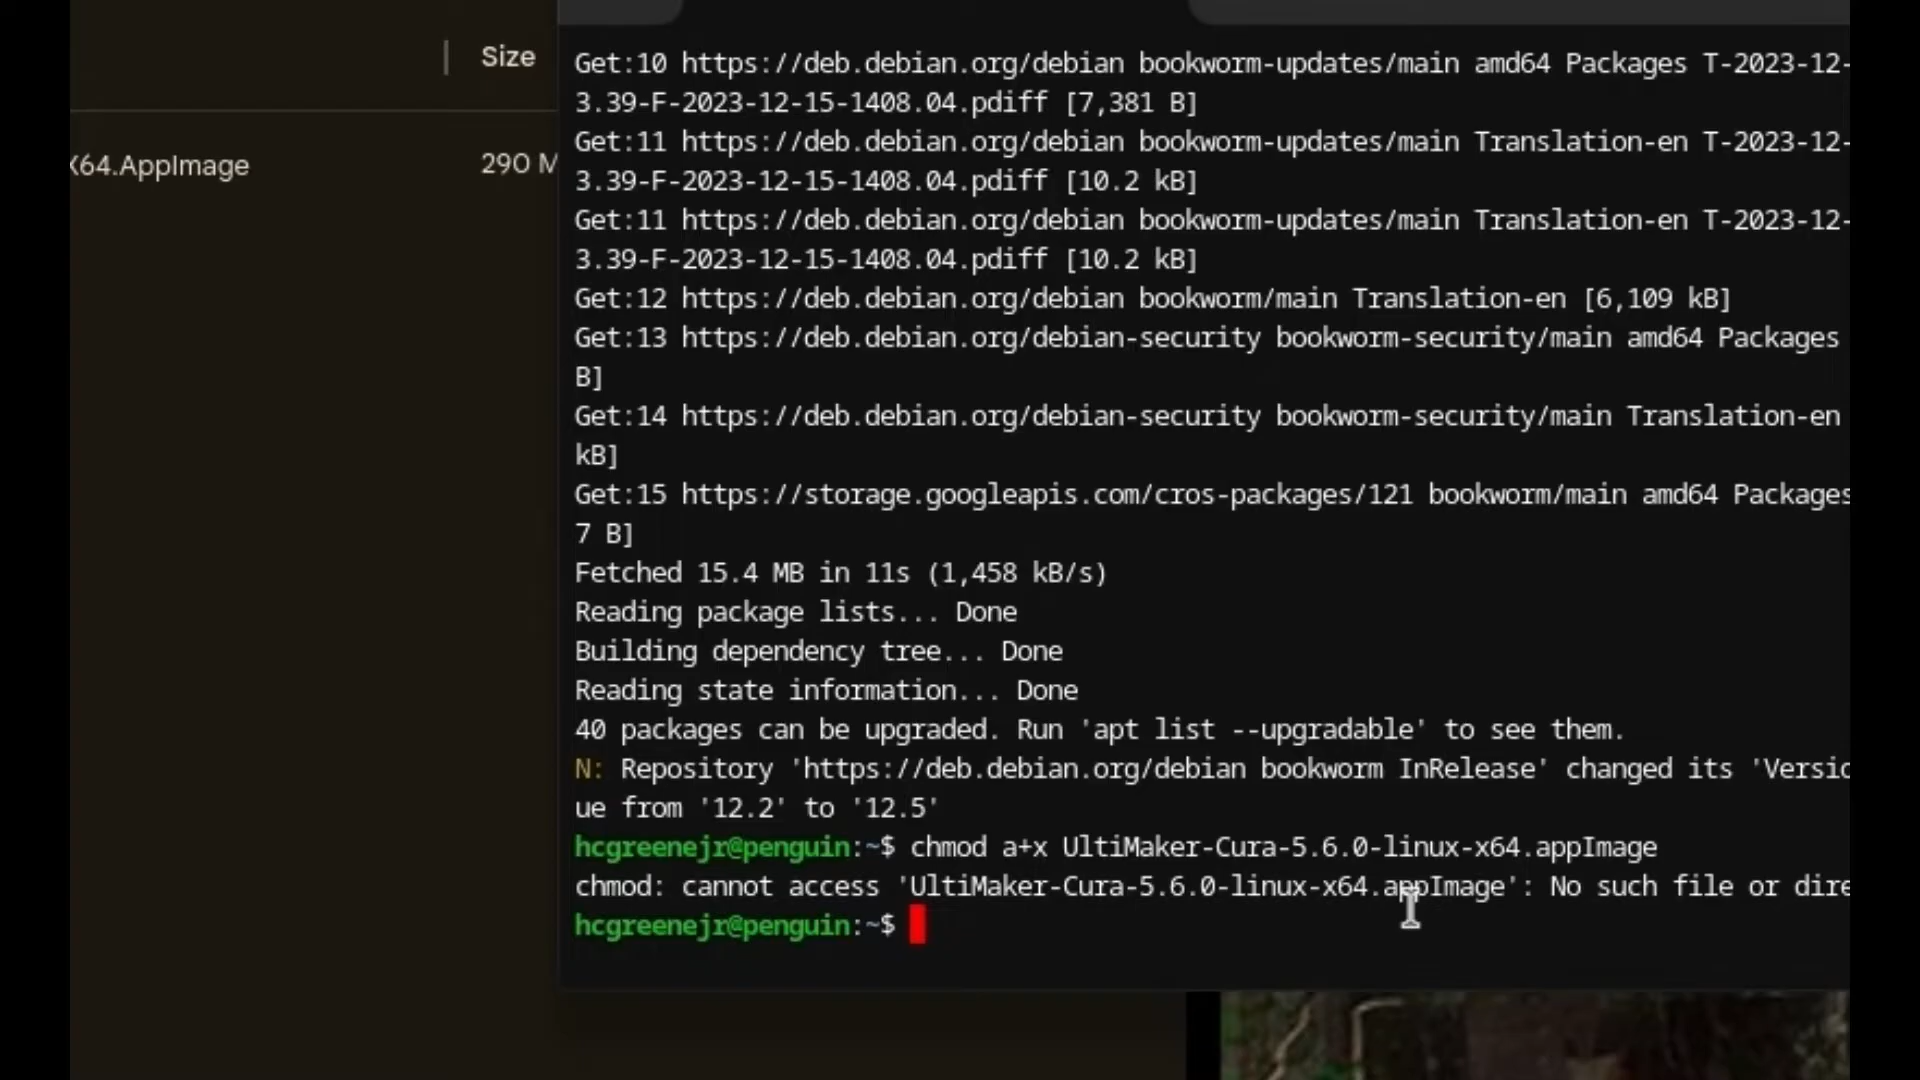 Size
X64.AppImage
290 M
Get:10 https://deb.debian.org/debian bookworm-updates/main amd64 Packages T-2023-12-
3.39-F-2023-12-15-1408.04.pdiff [7,381 B]
Get:11 https://deb.debian.org/debian bookworm-updates/main Translation-en T-2023-12-
3.39-F-2023-12-15-1408.04.pdiff [10.2 kB]
Get:11 https://deb.debian.org/debian bookworm-updates/main Translation-en T-2023-12-
3.39-F-2023-12-15-1408.04.pdiff [10.2 kB]
Get:12 https://deb.debian.org/debian bookworm/main Translation-en [6,109 kB]
Get:13 https://deb.debian.org/debian-security bookworm-security/main amd64 Packages
B]
Get:14 https://deb.debian.org/debian-security bookworm-security/main Translation-en
kB]
Get:15 https://storage.googleapis.com/cros-packages/121 bookworm/main amd64 Packages
7 B]
Fetched 15.4 MB in 11s (1,458 kB/s)
Reading package lists... Done
Building dependency tree... Done
Reading state information... Done
40 packages can be upgraded. Run 'apt list --upgradable' to see them.
N: Repository 'https://deb.debian.org/debian bookworm InRelease' changed its 'Versio
ue from '12.2' to '12.5'
hcgreenejr@penguin:~$ chmod a+x UltiMaker-Cura-5.6.0-linux-x64.appImage
chmod: cannot access 'UltiMaker-Cura-5.6.0-linux-x64.appImage': No such file or dire
hcgreenejr@penguin:~$